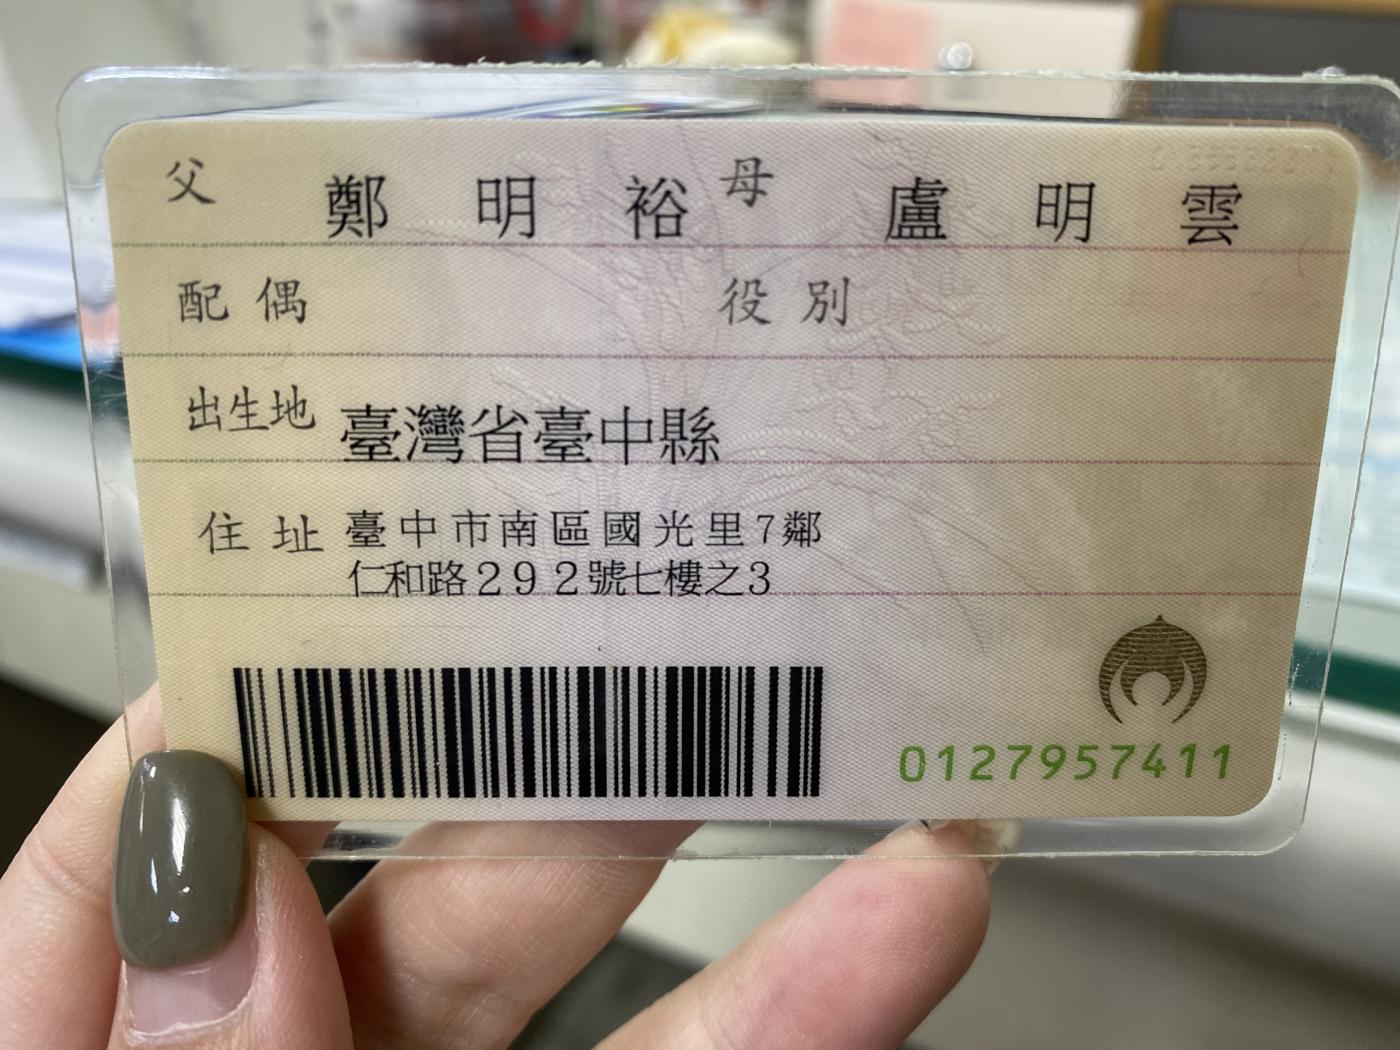 父 鄭明裕 母 盧明雲
配偶 役別
出生地 臺灣省臺中縣
住址 臺中市南區國光里7鄰
仁和路292號七樓之3
0127957411